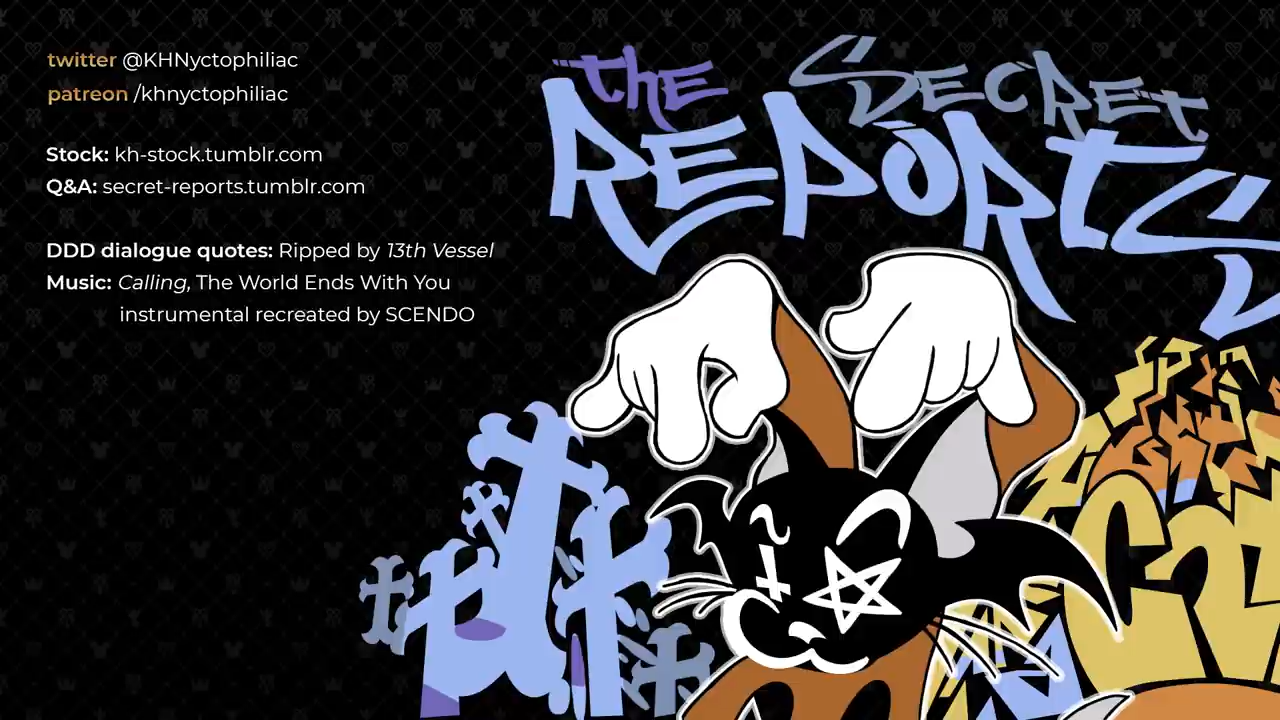 twitter @KHNyctophiliac
patreon /khnyctophiliac
Stock: kh-stock.tumblr.com
Q&A: secret-reports.tumblr.com
DDD dialogue quotes: Ripped by 13th Vessel
Music: Calling, The World Ends With You
instrumental recreated by SCENDO
the Secret
REPORTS